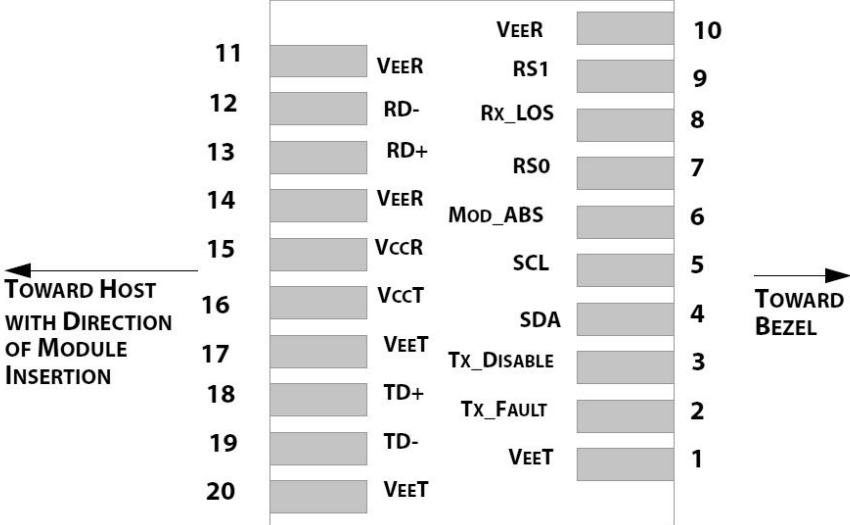 VEER 10
11 VEER
RS1 9
12 RD-
RX_LOS 8
13 RD+
RS0 7
14 VEER
MOD_ABS 6
15 VCCR
SCL 5
TOWARD HOST
WITH DIRECTION
OF MODULE
INSERTION
TOWARD
BEZEL
16 VCCT
SDA 4
17 VEET
TX_DISABLE 3
18 TD+
TX_FAULT 2
19 TD-
VEET 1
20 VEET